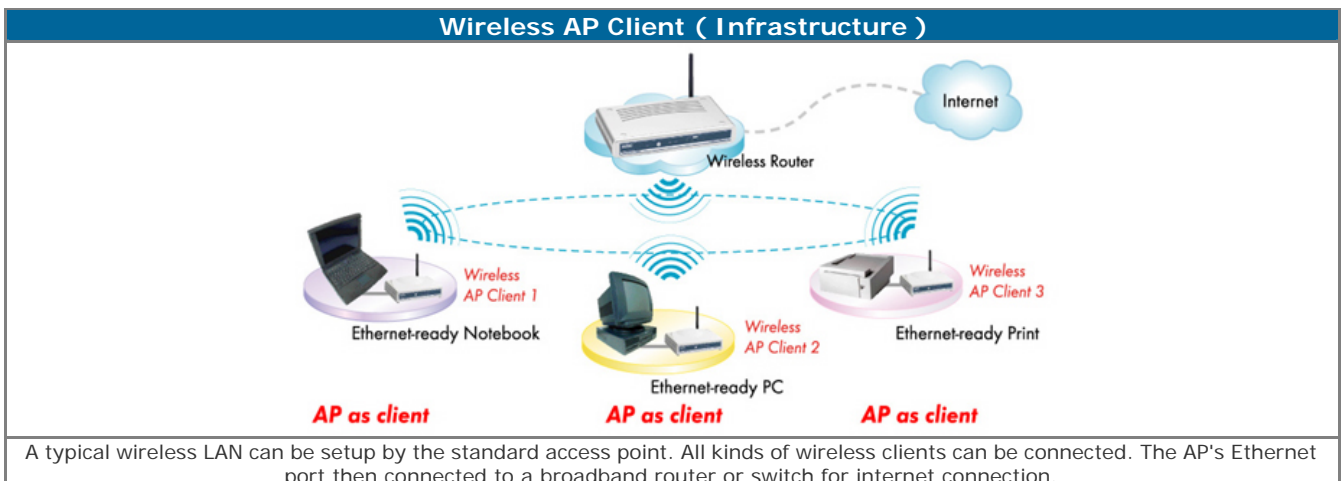 Wireless AP Client ( Infrastructure )
Internet
Wireless Router
Wireless
AP Client 1
Ethernet-ready Notebook
Wireless
AP Client 2
Ethernet-ready PC
Wireless
AP Client 3
Ethernet-ready Print
AP as client
AP as client
AP as client
A typical wireless LAN can be setup by the standard access point. All kinds of wireless clients can be connected. The AP's Ethernet
port then connected to a broadband router or switch for internet connection.